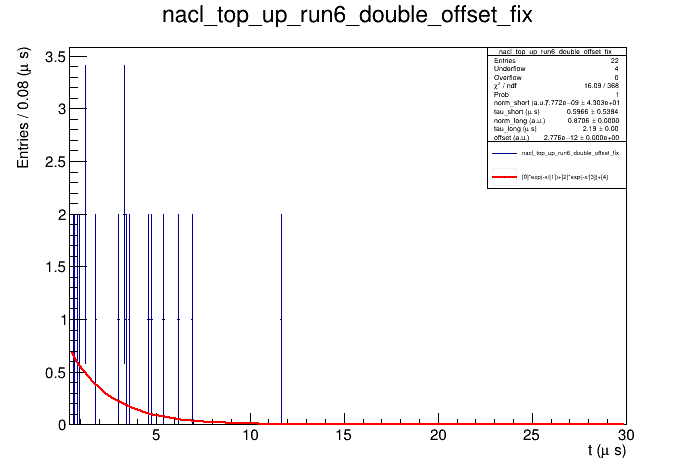 nacl_top_up_run6_double_offset_fix
Entries / 0.08 (μ s)
3.5
3
2.5
2
1.5
1
0.5
0
5
10
15
20
25
30
t (μ s)
nacl_top_up_run6_double_offset_fix
Entries 22
Underflow 4
Overflow 0
χ² / ndf 16.09 / 368
Prob 1
norm_short (a.u.) 7.772e−09 ± 4.303e+01
tau_short (μ s) 0.5966 ± 0.5384
norm_long (a.u.) 0.8706 ± 0.0000
tau_long (μ s) 2.19 ± 0.00
offset (a.u.) 2.776e−12 ± 0.000e+00
nacl_top_up_run6_double_offset_fix
[0]*exp(-x/[1])+[2]*exp(-x/[3])+[4]